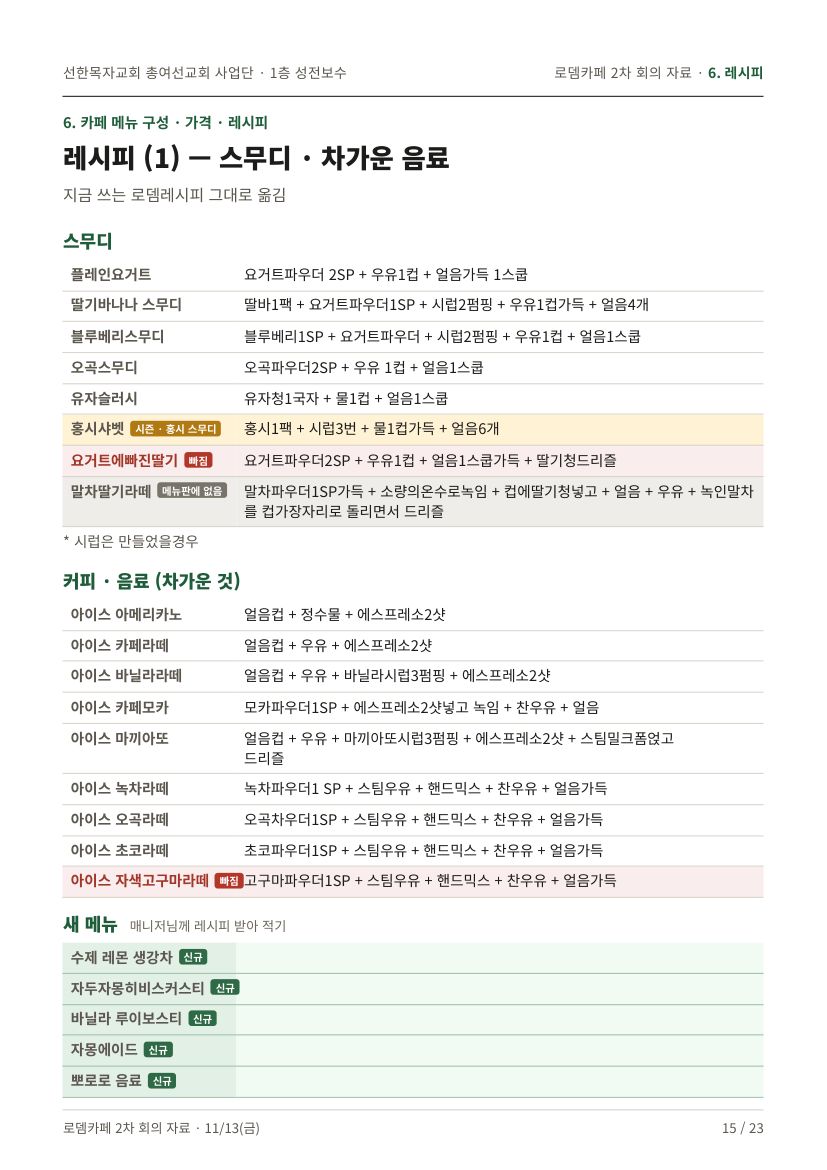 선한목자교회 총여선교회 사업단 · 1층 성전보수
로뎀카페 2차 회의 자료 · 6. 레시피
6. 카페 메뉴 구성 · 가격 · 레시피
레시피 (1) — 스무디 · 차가운 음료
지금 쓰는 로뎀레시피 그대로 옮김
스무디
플레인요거트 요거트파우더 2SP + 우유1컵 + 얼음가득 1스쿱
딸기바나나 스무디 딸바1팩 + 요거트파우더1SP + 시럽2펌핑 + 우유1컵가득 + 얼음4개
블루베리스무디 블루베리1SP + 요거트파우더 + 시럽2펌핑 + 우유1컵 + 얼음1스쿱
오곡스무디 오곡파우더2SP + 우유 1컵 + 얼음1스쿱
유자슬러시 유자청1국자 + 물1컵 + 얼음1스쿱
홍시샤벳 시즌 · 홍시 스무디 홍시1팩 + 시럽3번 + 물1컵가득 + 얼음6개
요거트에빠진딸기 빠짐 요거트파우더2SP + 우유1컵 + 얼음1스쿱가득 + 딸기청드리즐
말차딸기라떼 메뉴판에 없음 말차파우더1SP가득 + 소량의온수로녹임 + 컵에딸기청넣고 + 얼음 + 우유 + 녹인말차
를 컵가장자리로 돌리면서 드리즐
* 시럽은 만들었을경우
커피 · 음료 (차가운 것)
아이스 아메리카노 얼음컵 + 정수물 + 에스프레소2샷
아이스 카페라떼 얼음컵 + 우유 + 에스프레소2샷
아이스 바닐라라떼 얼음컵 + 우유 + 바닐라시럽3펌핑 + 에스프레소2샷
아이스 카페모카 모카파우더1SP + 에스프레소2샷넣고 녹임 + 찬우유 + 얼음
아이스 마끼아또 얼음컵 + 우유 + 마끼아또시럽3펌핑 + 에스프레소2샷 + 스팀밀크폼얹고
드리즐
아이스 녹차라떼 녹차파우더1 SP + 스팀우유 + 핸드믹스 + 찬우유 + 얼음가득
아이스 오곡라떼 오곡차우더1SP + 스팀우유 + 핸드믹스 + 찬우유 + 얼음가득
아이스 초코라떼 초코파우더1SP + 스팀우유 + 핸드믹스 + 찬우유 + 얼음가득
아이스 자색고구마라떼 빠짐 고구마파우더1SP + 스팀우유 + 핸드믹스 + 찬우유 + 얼음가득
새 메뉴 매니저님께 레시피 받아 적기
수제 레몬 생강차 신규
자두자몽히비스커스티 신규
바닐라 루이보스티 신규
자몽에이드 신규
뽀로로 음료 신규
로뎀카페 2차 회의 자료 · 11/13(금)
15 / 23